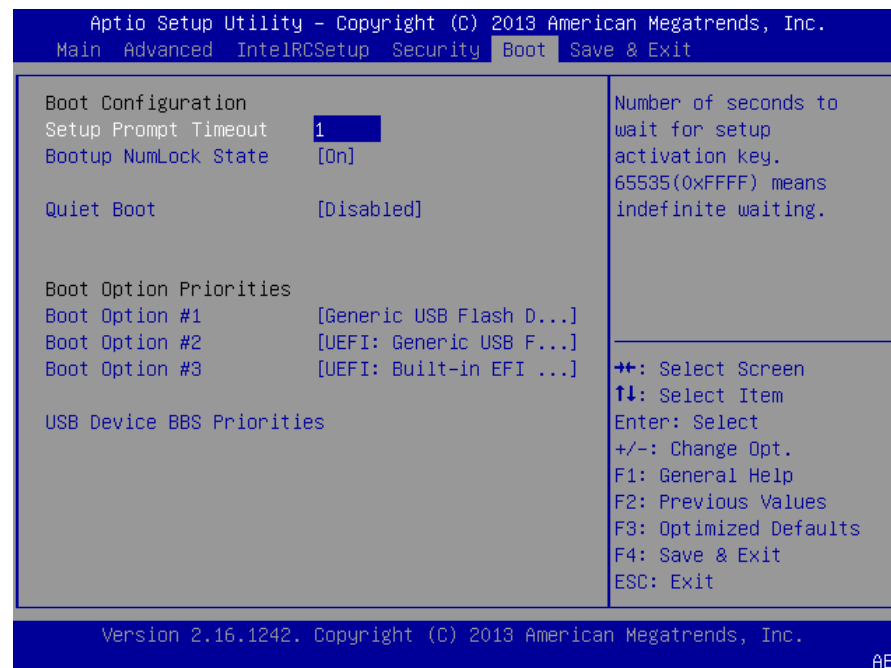 Aptio Setup Utility – Copyright (C) 2013 American Megatrends, Inc.
Main Advanced IntelRCSetup Security Boot Save & Exit
Boot Configuration
Setup Prompt Timeout 1
Bootup NumLock State [On]
Quiet Boot [Disabled]
Boot Option Priorities
Boot Option #1 [Generic USB Flash D...]
Boot Option #2 [UEFI: Generic USB F...]
Boot Option #3 [UEFI: Built-in EFI ...]
USB Device BBS Priorities
Number of seconds to
wait for setup
activation key.
65535(0xFFFF) means
indefinite waiting.
→←: Select Screen
↑↓: Select Item
Enter: Select
+/-: Change Opt.
F1: General Help
F2: Previous Values
F3: Optimized Defaults
F4: Save & Exit
ESC: Exit
Version 2.16.1242. Copyright (C) 2013 American Megatrends, Inc.